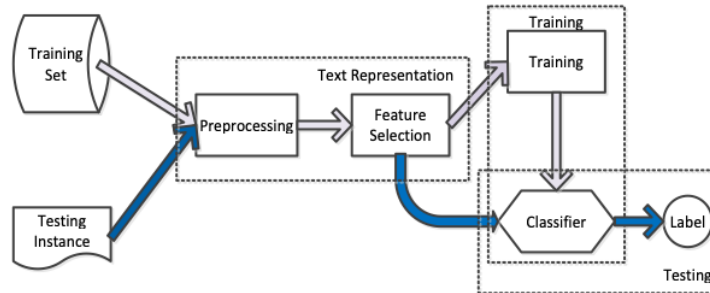 Training
Training
Set
Text Representation
Training
Preprocessing
Feature
Selection
Testing
Instance
Classifier
Label
Testing